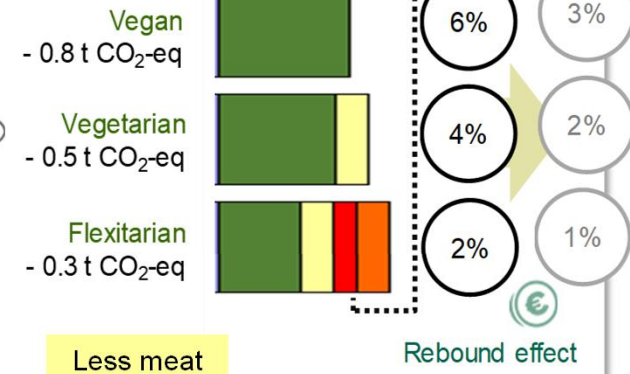 Vegan
- 0.8 t CO₂-eq
6%
3%
Vegetarian
- 0.5 t CO₂-eq
4%
2%
Flexitarian
- 0.3 t CO₂-eq
2%
1%
€
Less meat
Rebound effect